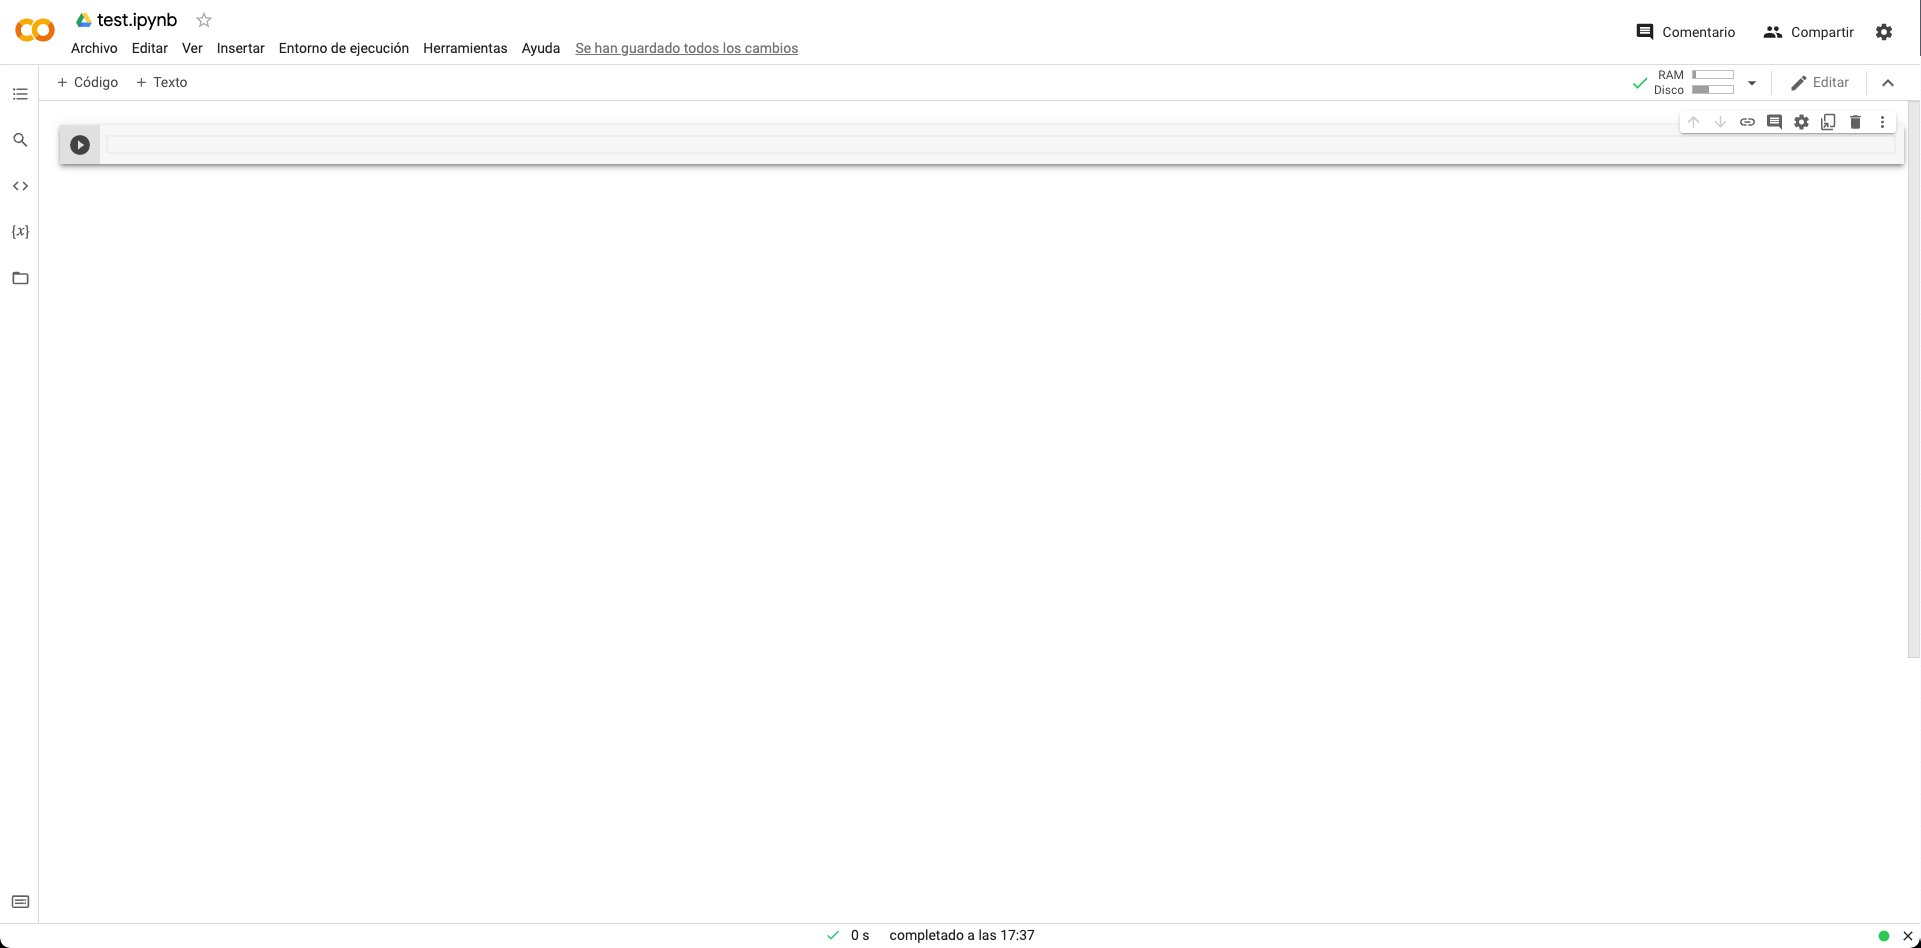 test.ipynb
Archivo Editar Ver Insertar Entorno de ejecución Herramientas Ayuda Se han guardado todos los cambios
Comentario Compartir
+ Código + Texto
RAM
Disco
Editar
{x}
0 s completado a las 17:37